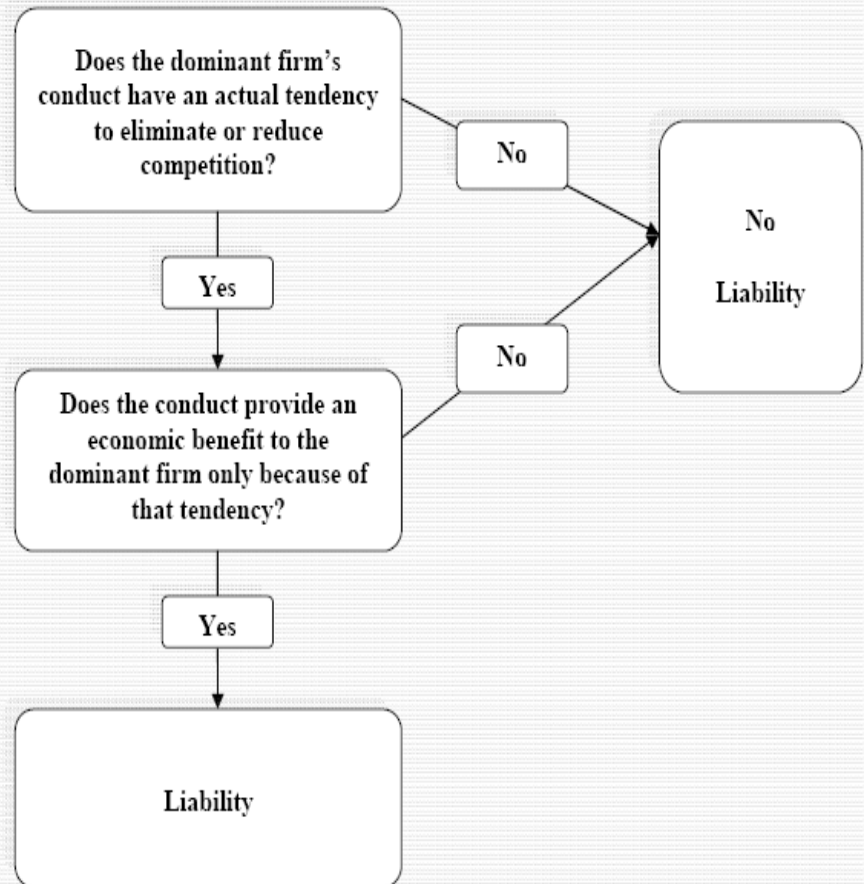 Does the dominant firm’s
conduct have an actual tendency
to eliminate or reduce
competition?
No
No
Liability
Yes
No
Does the conduct provide an
economic benefit to the
dominant firm only because of
that tendency?
Yes
Liability